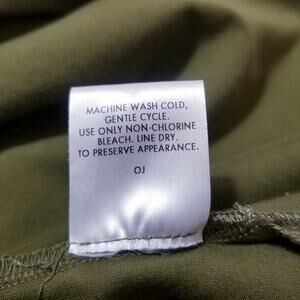 MACHINE WASH COLD,
GENTLE CYCLE.
USE ONLY NON-CHLORINE
BLEACH. LINE DRY.
TO PRESERVE APPEARANCE.
OJ